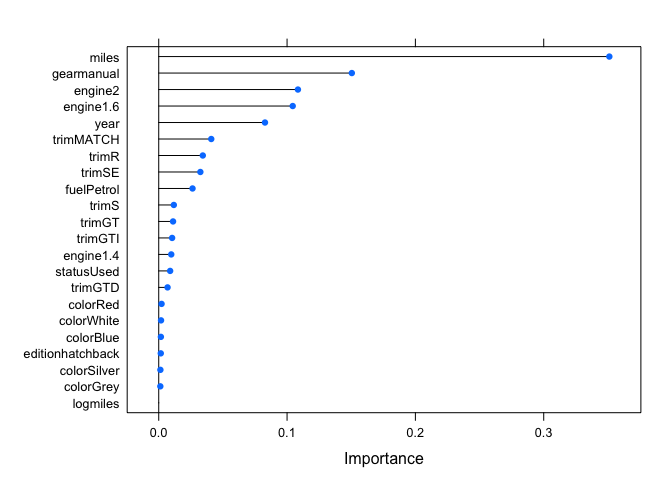 miles
gearmanual
engine2
engine1.6
year
trimMATCH
trimR
trimSE
fuelPetrol
trimS
trimGT
trimGTI
engine1.4
statusUsed
trimGTD
colorRed
colorWhite
colorBlue
editionhatchback
colorSilver
colorGrey
logmiles
0.0 0.1 0.2 0.3
Importance